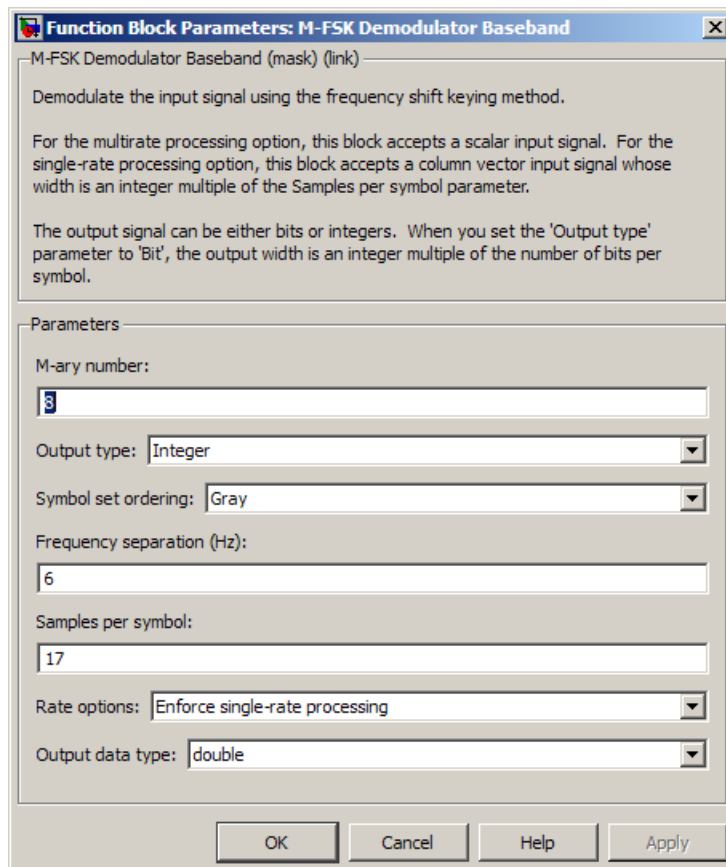 Function Block Parameters: M-FSK Demodulator Baseband
M-FSK Demodulator Baseband (mask) (link)
Demodulate the input signal using the frequency shift keying method.
For the multirate processing option, this block accepts a scalar input signal.  For the
single-rate processing option, this block accepts a column vector input signal whose
width is an integer multiple of the Samples per symbol parameter.
The output signal can be either bits or integers.  When you set the 'Output type'
parameter to 'Bit', the output width is an integer multiple of the number of bits per
symbol.
Parameters
M-ary number:
8
Output type: Integer
Symbol set ordering: Gray
Frequency separation (Hz):
6
Samples per symbol:
17
Rate options: Enforce single-rate processing
Output data type: double
OK Cancel Help Apply